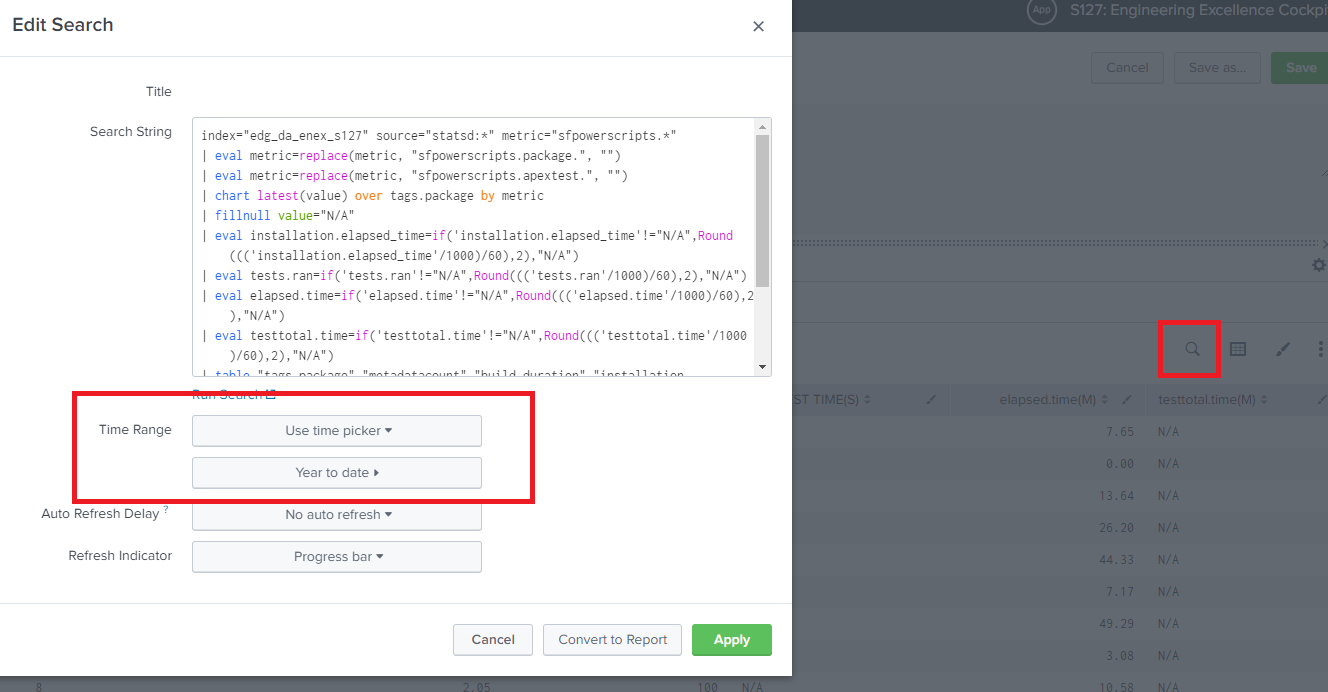 Edit Search
App
S127: Engineering Excellence Cockpi
Cancel
Save as...
Save
Title
Search String
index="edg_da_enex_s127" source="statsd:*" metric="sfpowerscripts.*"
| eval metric=replace(metric, "sfpowerscripts.package.", "")
| eval metric=replace(metric, "sfpowerscripts.apextest.", "")
| chart latest(value) over tags.package by metric
| fillnull value="N/A"
| eval installation.elapsed_time=if('installation.elapsed_time'!="N/A",Round
((('installation.elapsed_time'/1000)/60),2),"N/A")
| eval tests.ran=if('tests.ran'!="N/A",Round((('tests.ran'/1000)/60),2),"N/A")
| eval elapsed.time=if('elapsed.time'!="N/A",Round((('elapsed.time'/1000)/60),2
),"N/A")
| eval testtotal.time=if('testtotal.time'!="N/A",Round((('testtotal.time'/1000
)/60),2),"N/A")
| table "tags.package" "metadatacount" "build_duration" "installation
Run Search
Time Range
Use time picker
Year to date
Auto Refresh Delay ?
No auto refresh
Refresh Indicator
Progress bar
Cancel
Convert to Report
Apply
ST TIME(S)
elapsed.time(M)
testtotal.time(M)
7.65 N/A
0.00 N/A
13.64 N/A
26.20 N/A
44.33 N/A
7.17 N/A
49.29 N/A
3.08 N/A
8 2.05 100 N/A 10.58 N/A